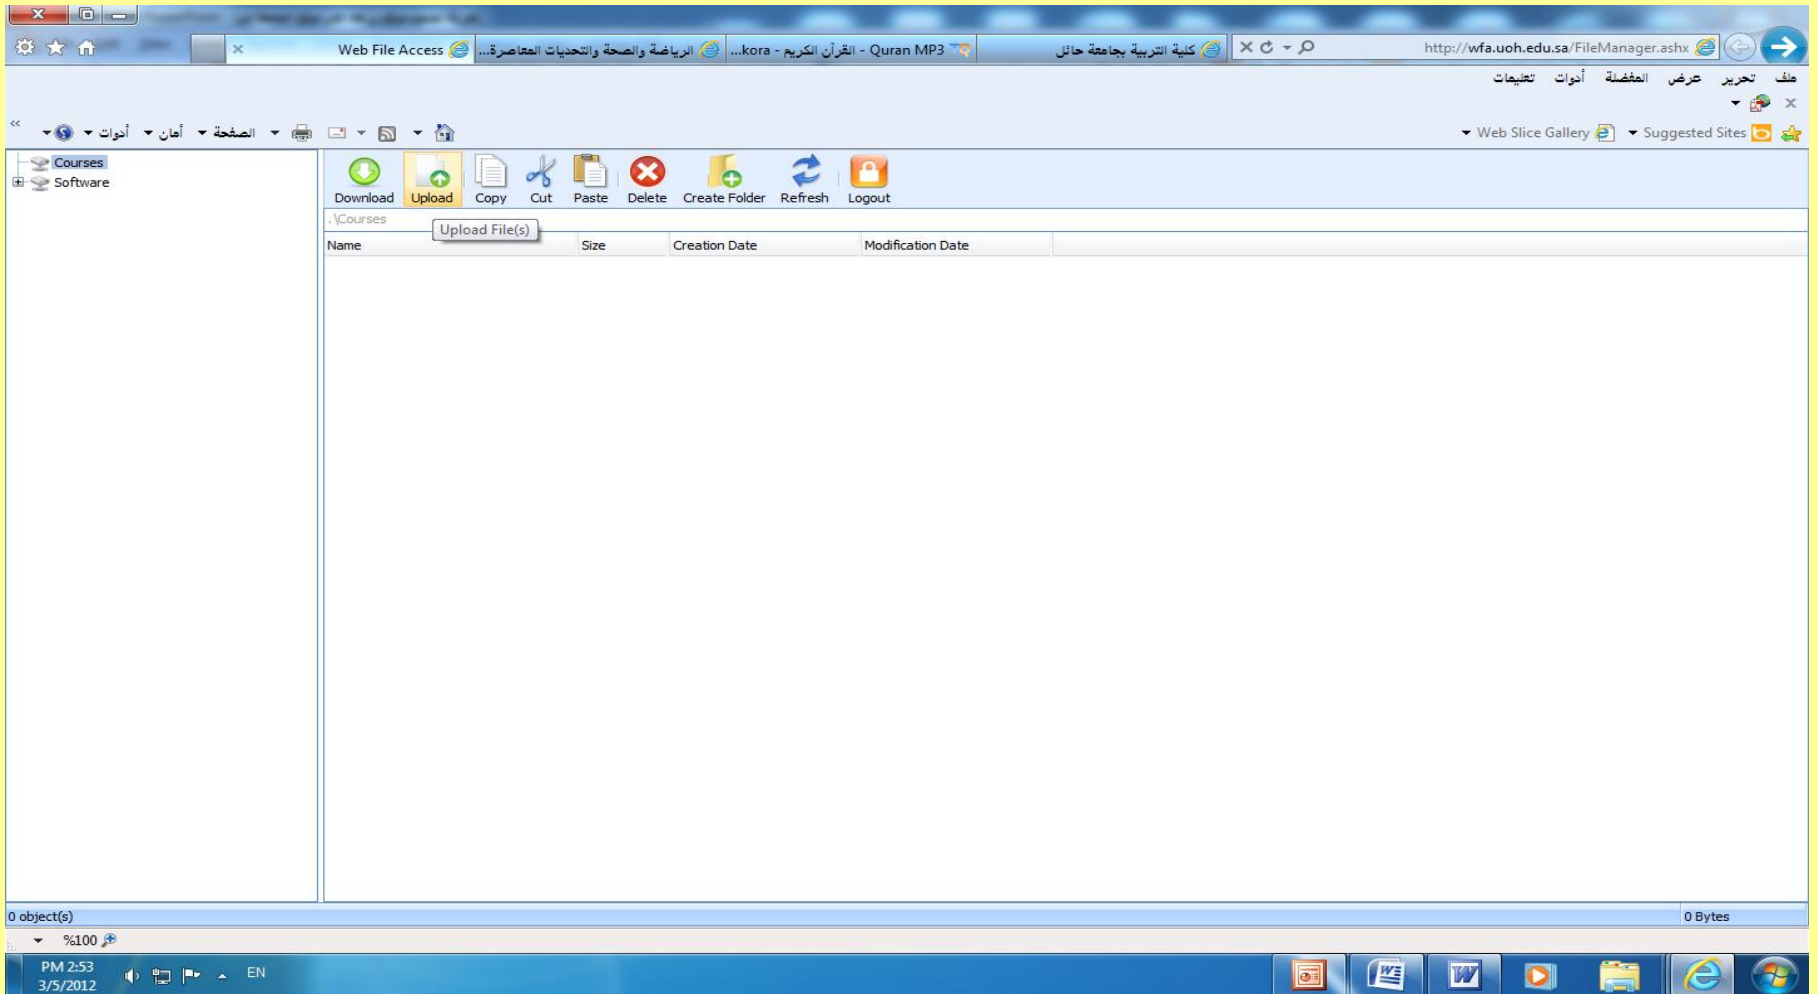 http://wfa.uoh.edu.sa/FileManager.ashx
كلية التربية بجامعة حائل
Quran MP3 - القرآن الكريم - kora...
الرياضة والصحة والتحديات المعاصرة...
Web File Access
ملف تحرير عرض المفضلة أدوات تعليمات
Suggested Sites
Web Slice Gallery
الصفحة
أمان
أدوات
Courses
Software
Download Upload Copy Cut Paste Delete Create Folder Refresh Logout
.\Courses
Upload File(s)
Name Size Creation Date Modification Date
0 object(s)
0 Bytes
%100
PM 2:53
3/5/2012
EN